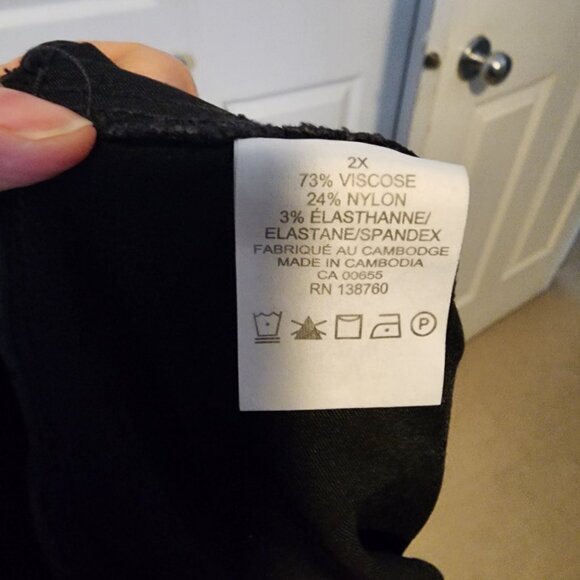 2X
73% VISCOSE
24% NYLON
3% ÉLASTHANNE/
ELASTANE/SPANDEX
FABRIQUÉ AU CAMBODGE
MADE IN CAMBODIA
CA 00655
RN 138760
P